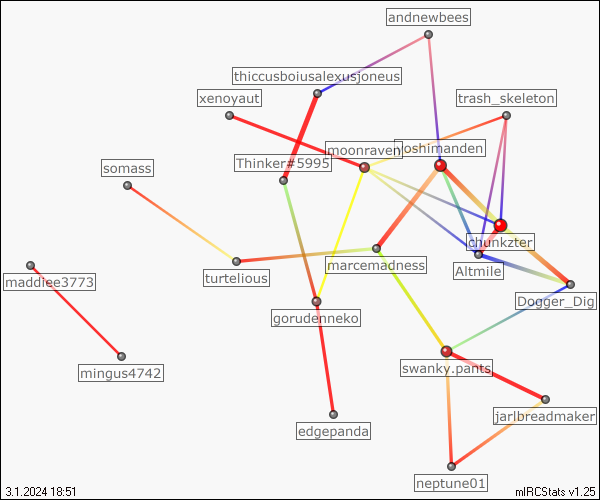 andnewbees
thiccusboiusalexusjoneus
xenoyaut
trash_skeleton
moonraven
yoshimanden
Thinker#5995
somass
chunkzter
marcemadness
Altmile
turtelious
maddiee3773
Dogger_Dig
gorudenneko
swanky.pants
mingus4742
jarlbreadmaker
edgepanda
neptune01
3.1.2024 18:51
mIRCStats v1.25